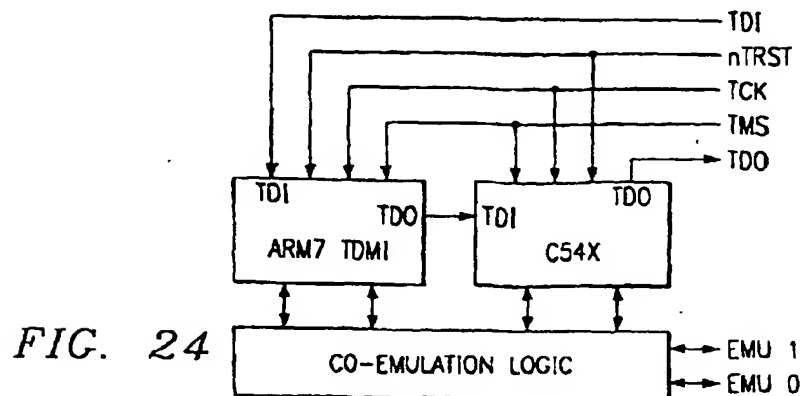 TDI
nTRST
TCK
TMS
TDO
TDI
TDO
TDI
TDO
ARM7 TDMI
C54X
FIG. 24
CO-EMULATION LOGIC
EMU 1
EMU 0